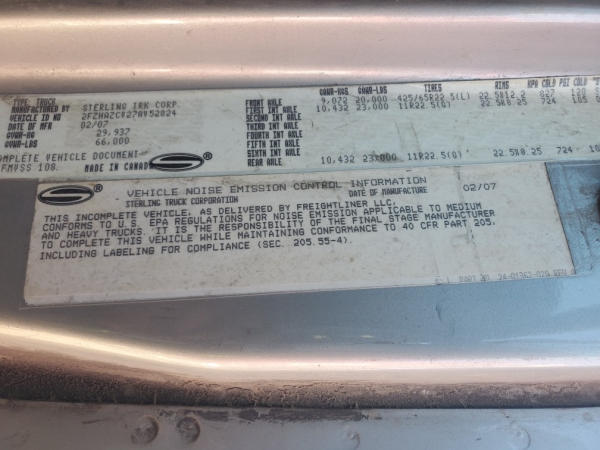 TYPE: TRUCK GAWR-KGS GAWR-LBS TIRES KPA COLD PSI COLD
MANUFACTURED BY STERLING TRK CORP. FRONT AXLE 9,072 20,000 425/65R22.5(L) 22.5X12.2 827 120
VEHICLE ID FIRST INT AXLE 10,432 23,000 11R22.5(G) 22.5X8.25 724 105
DATE OF MFR 02/07 SECOND INT AXLE
GVWR-KG 29,937 THIRD INT AXLE
GVWR-LBS 66,000 FOURTH INT AXLE
FIFTH INT AXLE
COMPLETE VEHICLE DOCUMENT SIXTH INT AXLE
FMVSS 108 MADE IN CANADA REAR AXLE 10,432 23,000 11R22.5(G) 22.5X8.25 724
VEHICLE NOISE EMISSION CONTROL INFORMATION
STERLING TRUCK CORPORATION DATE OF MANUFACTURE 02/07
THIS INCOMPLETE VEHICLE, AS DELIVERED BY FREIGHTLINER LLC.
CONFORMS TO U.S. EPA REGULATIONS FOR NOISE EMISSION APPLICABLE TO MEDIUM
AND HEAVY TRUCKS. IT IS THE RESPONSIBILITY OF THE FINAL STAGE MANUFACTURER
TO COMPLETE THIS VEHICLE WHILE MAINTAINING CONFORMANCE TO 40 CFR PART 205,
INCLUDING LABELING FOR COMPLIANCE (SEC. 205.55-4).
PART NO.